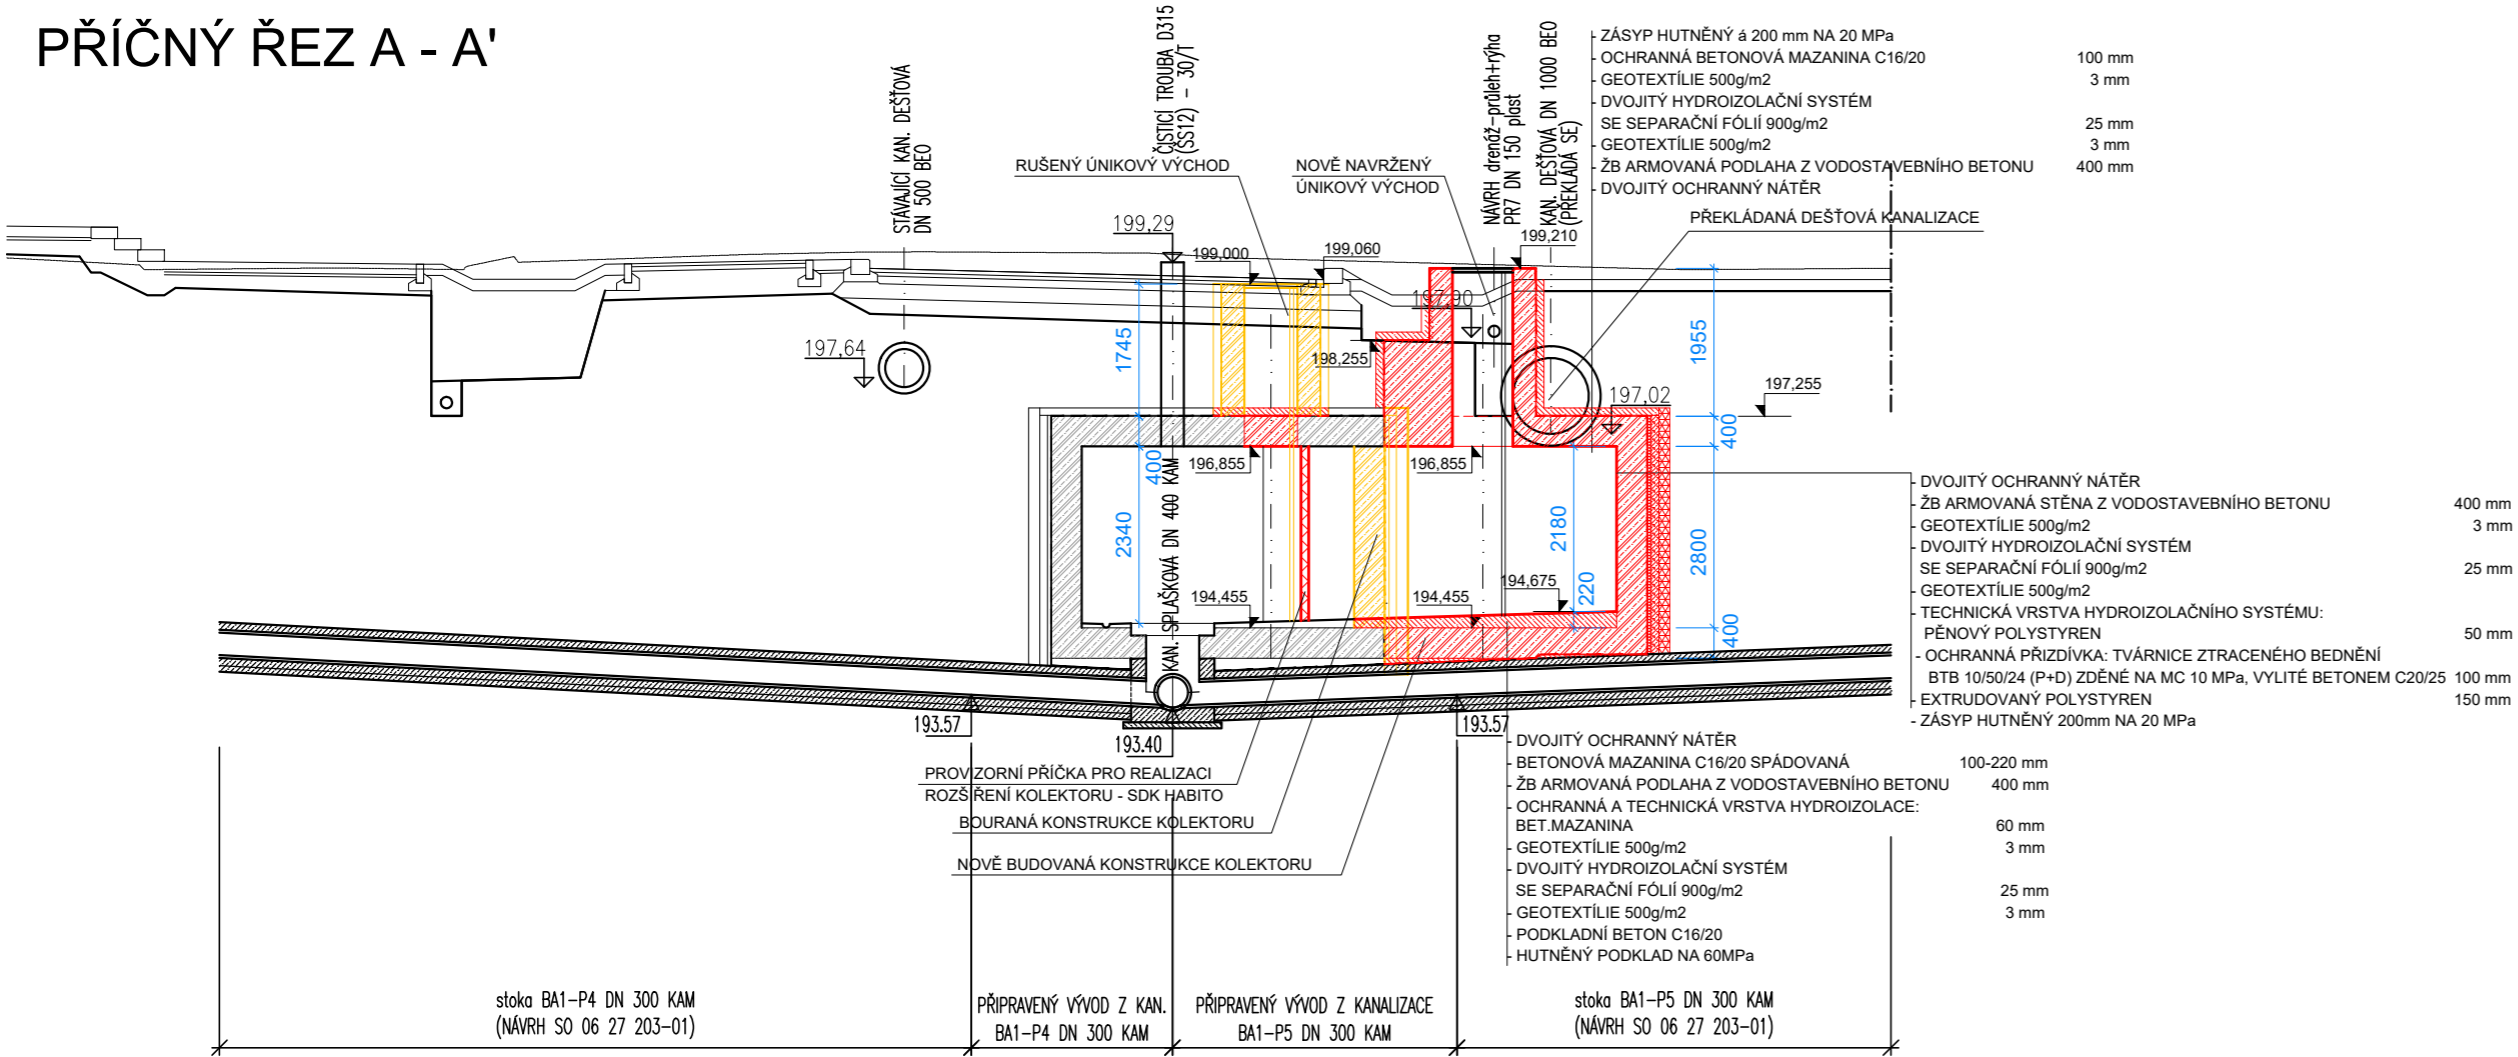 PŘÍČNÝ ŘEZ A - A'
STÁVAJÍCÍ KAN. DEŠŤOVÁ
DN 500 BEO
ČISTICÍ TROUBA D315
(ŠS12) - 30/T
NÁVRH drenáž-průleh+rýha
PR7 DN 150 plast
KAN. DEŠŤOVÁ DN 1000 BEO
(PŘEKLÁDÁ SE)
ZÁSYP HUTNĚNÝ á 200 mm NA 20 MPa
OCHRANNÁ BETONOVÁ MAZANINA C16/20 100 mm
GEOTEXTÍLIE 500g/m2 3 mm
DVOJITÝ HYDROIZOLAČNÍ SYSTÉM
SE SEPARAČNÍ FÓLIÍ 900g/m2 25 mm
GEOTEXTÍLIE 500g/m2 3 mm
ŽB ARMOVANÁ PODLAHA Z VODOSTAVEBNÍHO BETONU 400 mm
DVOJITÝ OCHRANNÝ NÁTĚR
RUŠENÝ ÚNIKOVÝ VÝCHOD
NOVĚ NAVRŽENÝ
ÚNIKOVÝ VÝCHOD
PŘEKLÁDANÁ DEŠŤOVÁ KANALIZACE
199,29
199,000
199,060
199,210
197,90
197,64
198,255
197,02
197,255
1745
1955
400
400
196,855
196,855
KAN. SPLAŠKOVÁ DN 400 KAM
2340
2180
2800
220
400
194,455
194,455
194,675
- DVOJITÝ OCHRANNÝ NÁTĚR
- ŽB ARMOVANÁ STĚNA Z VODOSTAVEBNÍHO BETONU 400 mm
- GEOTEXTÍLIE 500g/m2 3 mm
- DVOJITÝ HYDROIZOLAČNÍ SYSTÉM
SE SEPARAČNÍ FÓLIÍ 900g/m2 25 mm
- GEOTEXTÍLIE 500g/m2
- TECHNICKÁ VRSTVA HYDROIZOLAČNÍHO SYSTÉMU:
PĚNOVÝ POLYSTYREN 50 mm
- OCHRANNÁ PŘIZDÍVKA: TVÁRNICE ZTRACENÉHO BEDNĚNÍ
BTB 10/50/24 (P+D) ZDĚNÉ NA MC 10 MPa, VYLITÉ BETONEM C20/25 100 mm
- EXTRUDOVANÝ POLYSTYREN 150 mm
- ZÁSYP HUTNĚNÝ 200mm NA 20 MPa
193.57
193.40
193.57
PROVIZORNÍ PŘÍČKA PRO REALIZACI
ROZŠÍŘENÍ KOLEKTORU - SDK HABITO
BOURANÁ KONSTRUKCE KOLEKTORU
NOVĚ BUDOVANÁ KONSTRUKCE KOLEKTORU
- DVOJITÝ OCHRANNÝ NÁTĚR
- BETONOVÁ MAZANINA C16/20 SPÁDOVANÁ 100-220 mm
- ŽB ARMOVANÁ PODLAHA Z VODOSTAVEBNÍHO BETONU 400 mm
- OCHRANNÁ A TECHNICKÁ VRSTVA HYDROIZOLACE:
BET.MAZANINA 60 mm
- GEOTEXTÍLIE 500g/m2 3 mm
- DVOJITÝ HYDROIZOLAČNÍ SYSTÉM
SE SEPARAČNÍ FÓLIÍ 900g/m2 25 mm
- GEOTEXTÍLIE 500g/m2 3 mm
- PODKLADNÍ BETON C16/20
- HUTNĚNÝ PODKLAD NA 60MPa
stoka BA1-P4 DN 300 KAM
(NÁVRH SO 06 27 203-01)
PŘIPRAVENÝ VÝVOD Z KAN.
BA1-P4 DN 300 KAM
PŘIPRAVENÝ VÝVOD Z KANALIZACE
BA1-P5 DN 300 KAM
stoka BA1-P5 DN 300 KAM
(NÁVRH SO 06 27 203-01)